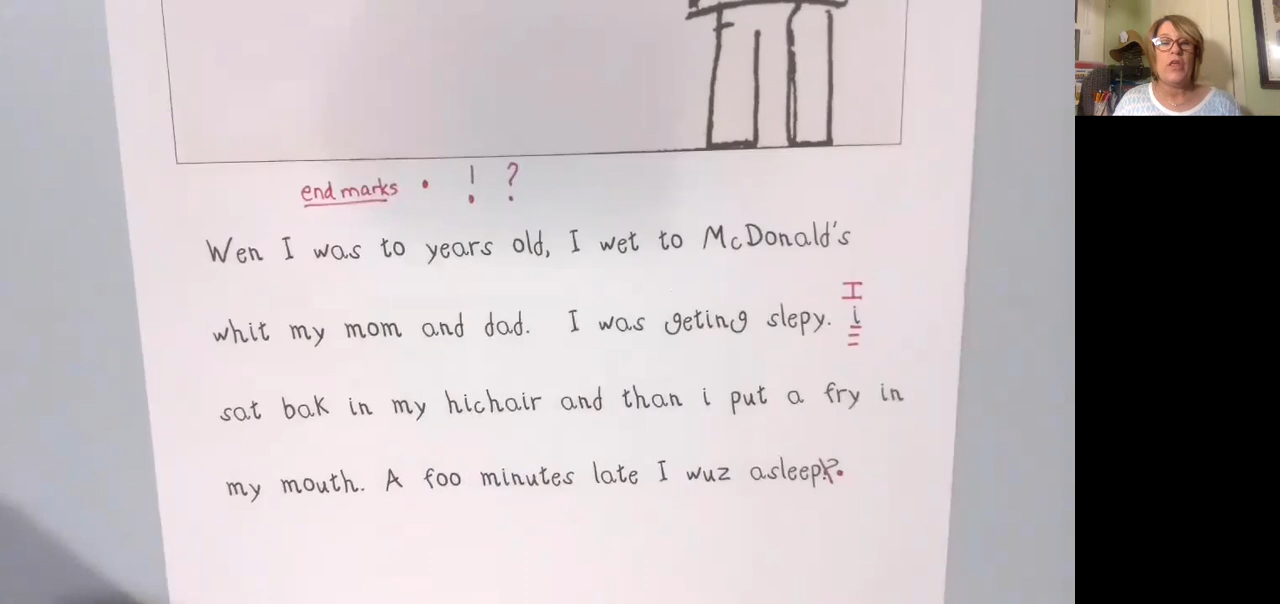 end marks . ! ?
Wen I was to years old, I wet to McDonald's
whit my mom and dad. I was geting slepy. i
I
sat bak in my hichair and than i put a fry in
my mouth. A foo minutes late I wuz asleep?.